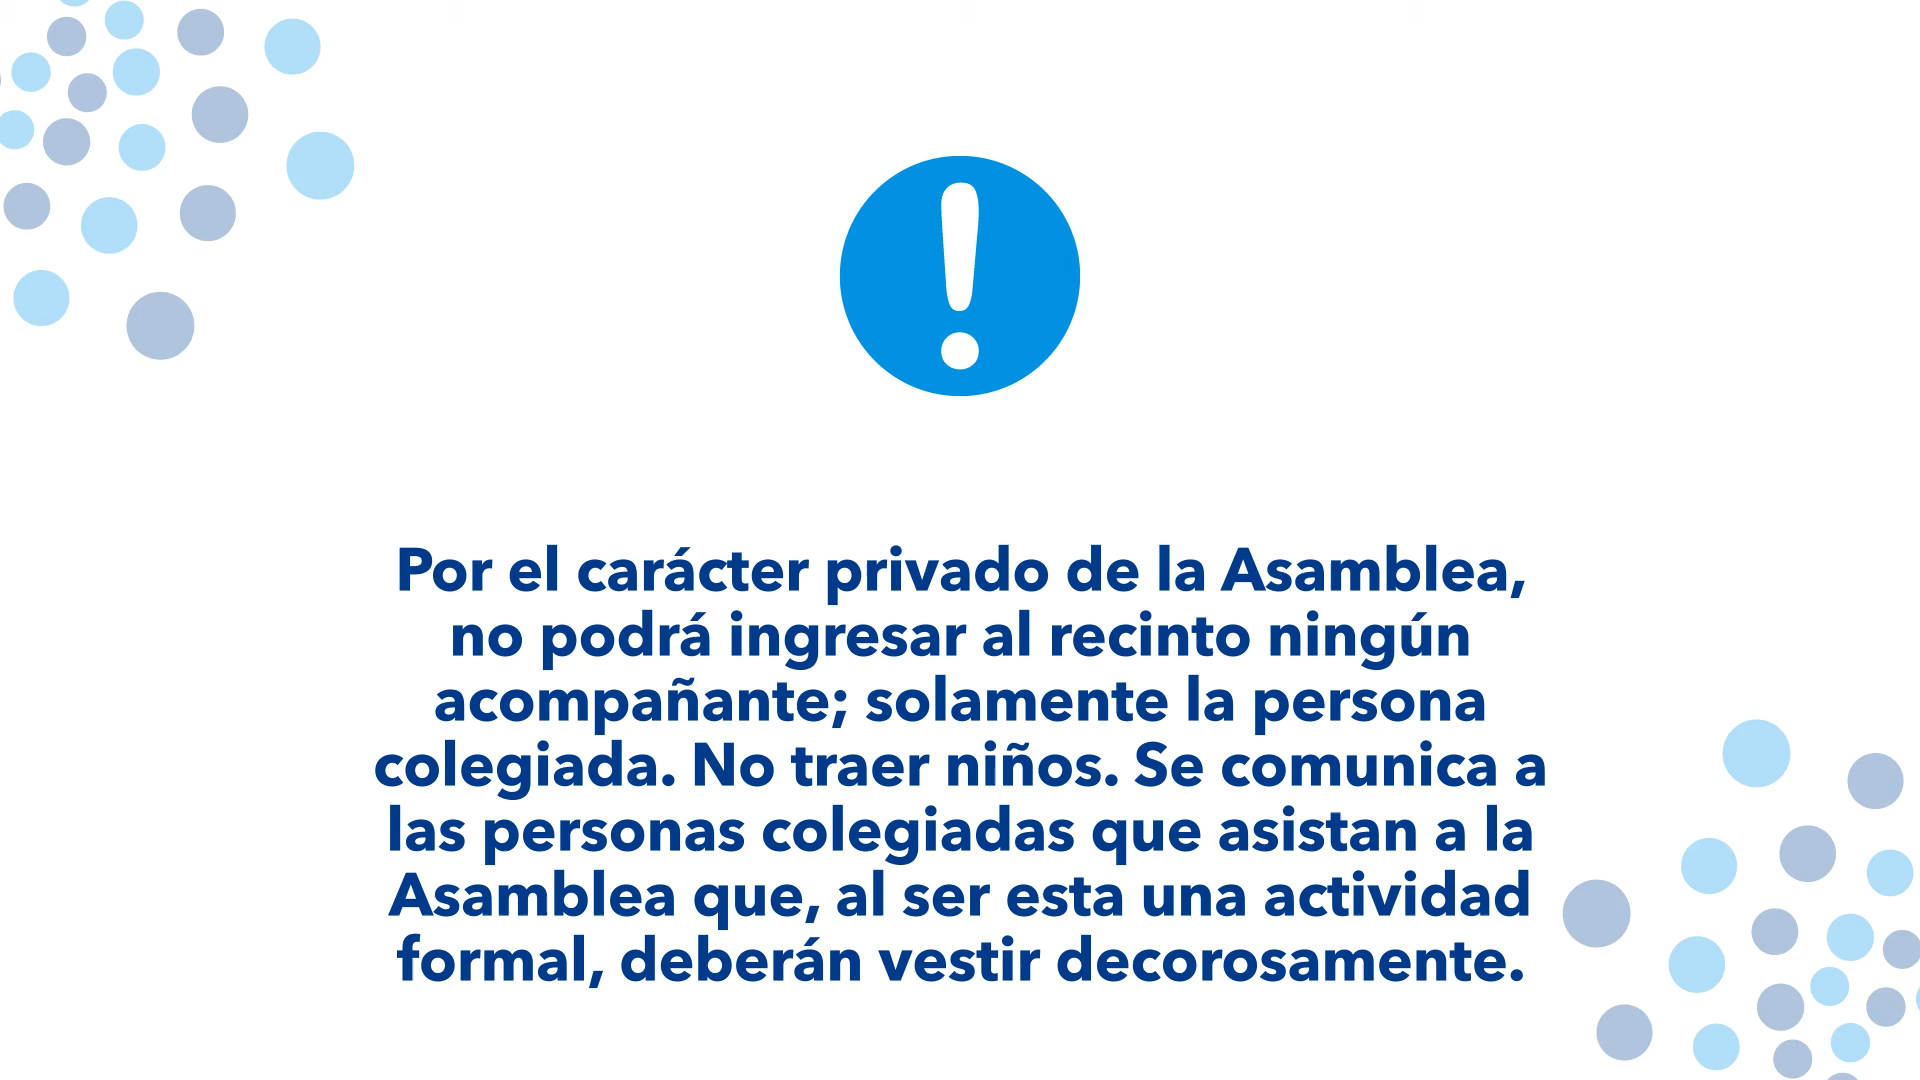 Por el carácter privado de la Asamblea,
no podrá ingresar al recinto ningún
acompañante; solamente la persona
colegiada. No traer niños. Se comunica a
las personas colegiadas que asistan a la
Asamblea que, al ser esta una actividad
formal, deberán vestir decorosamente.